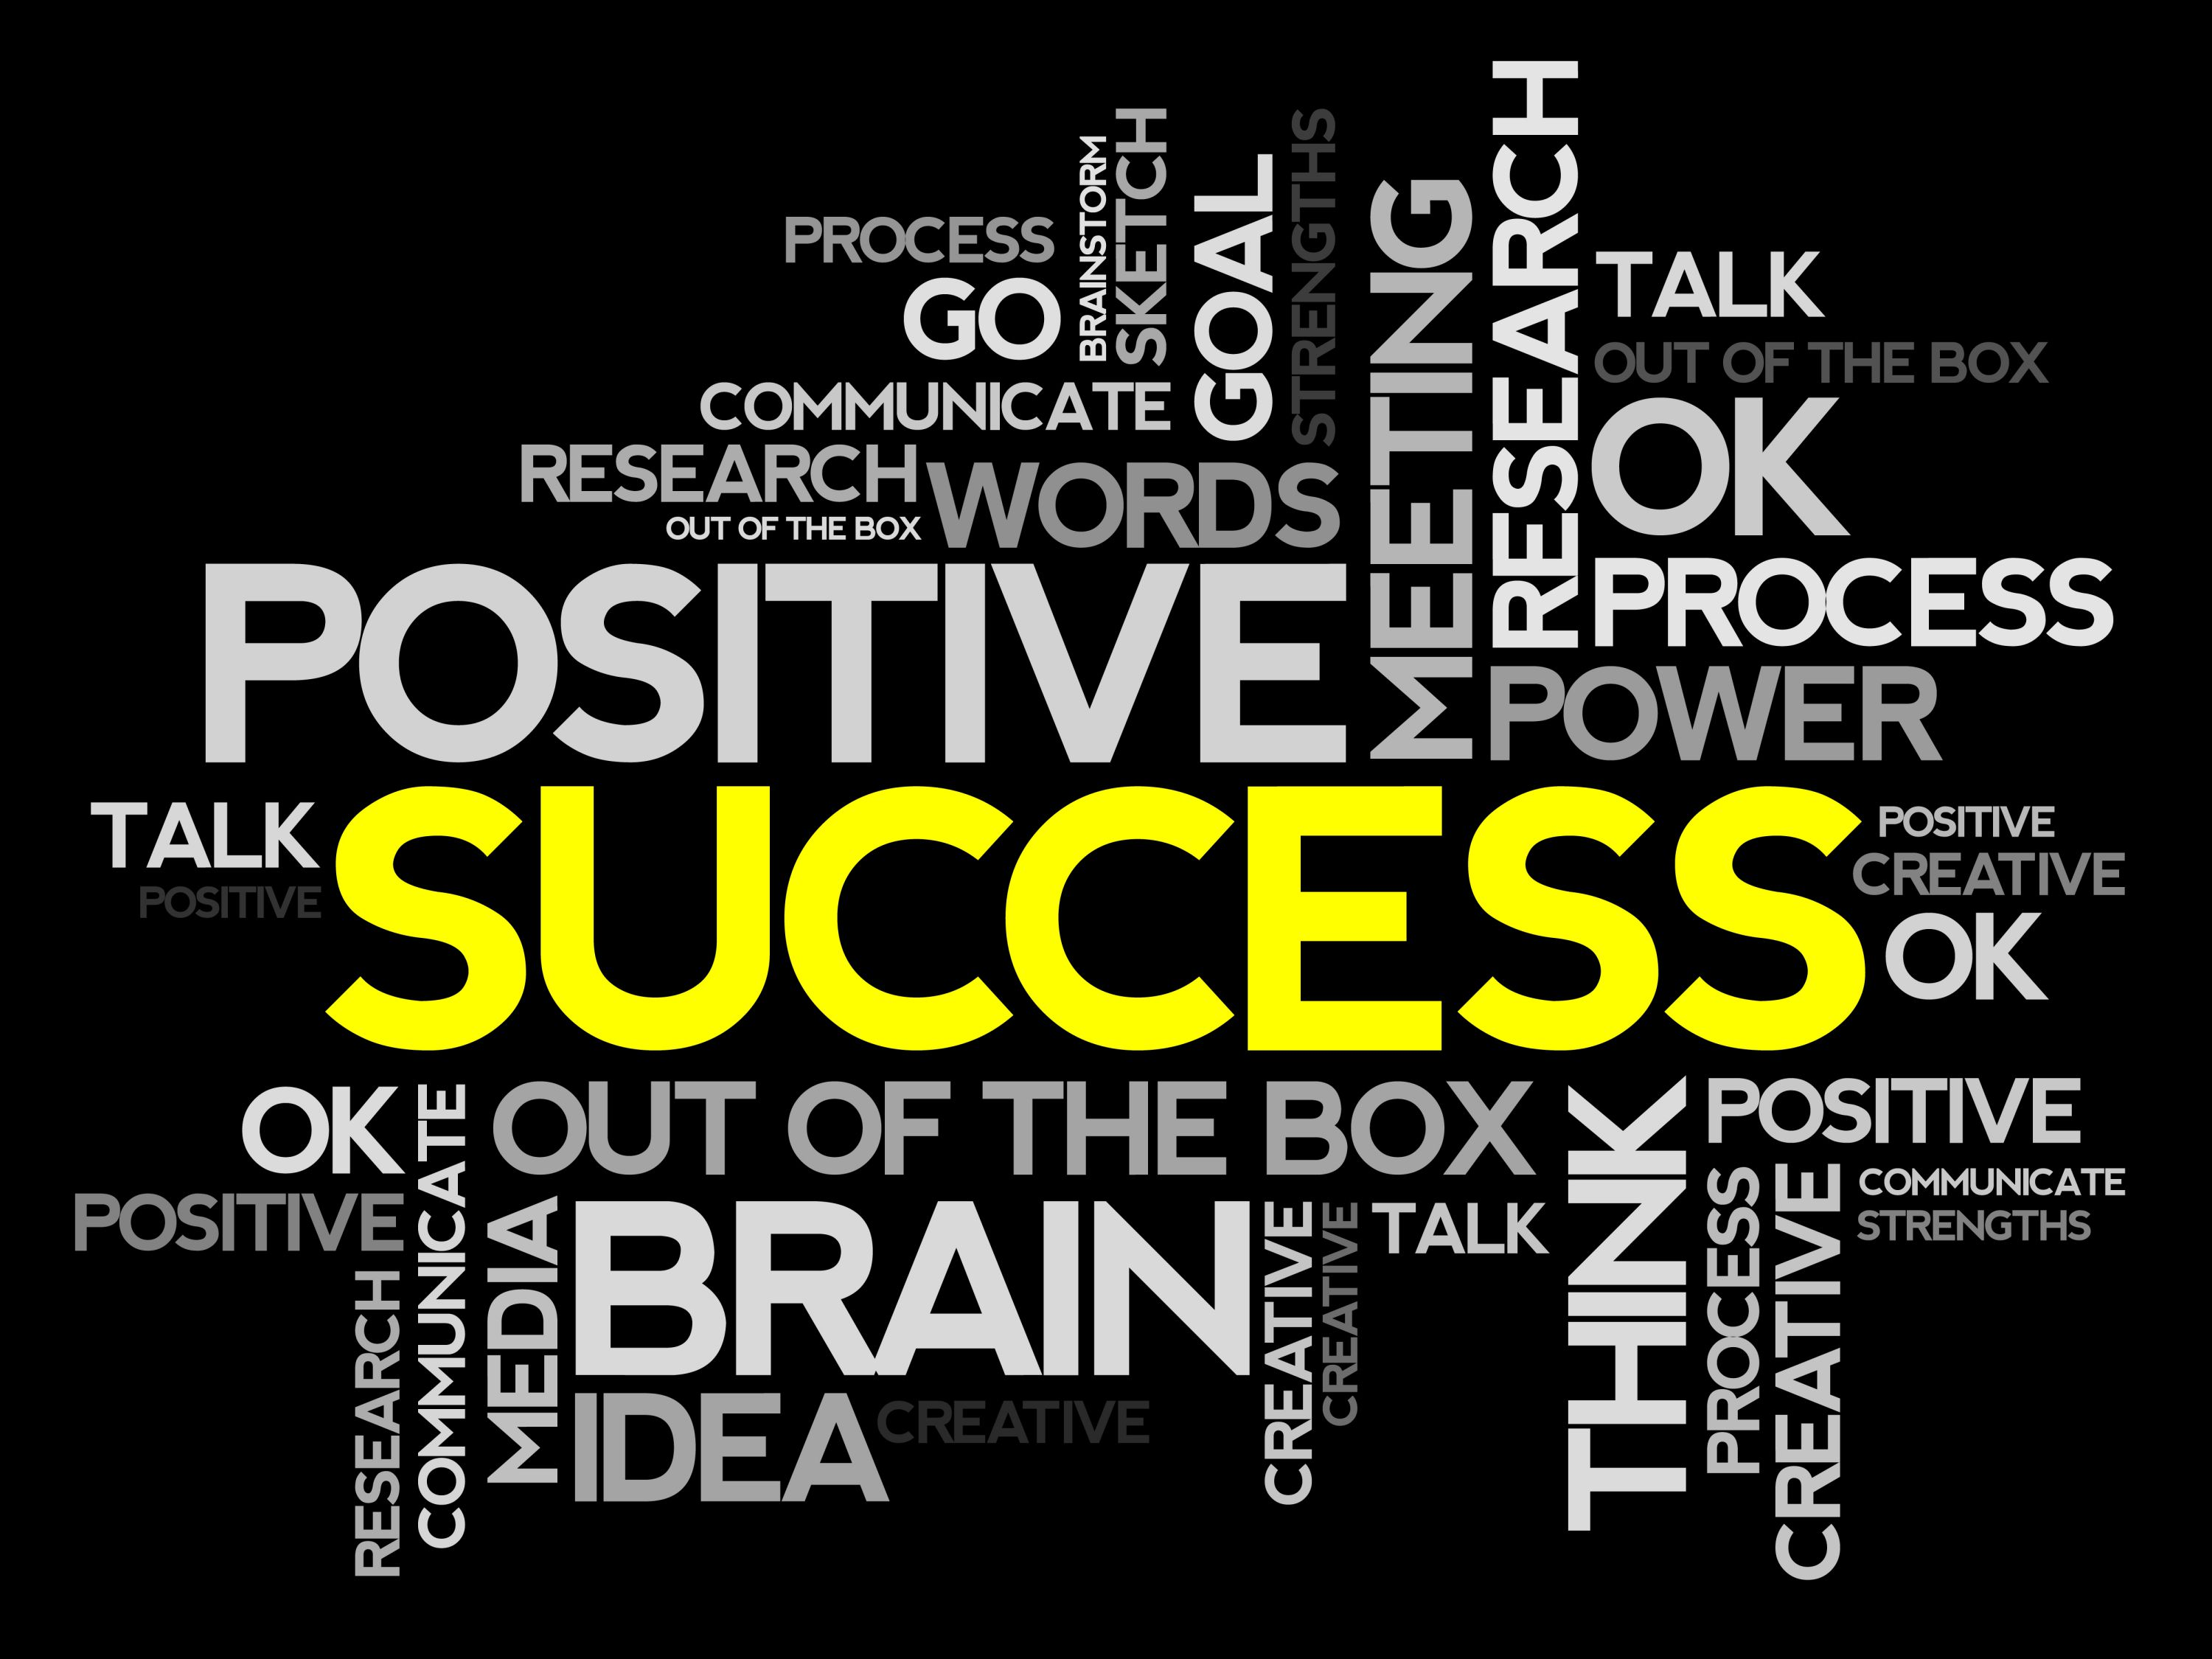 RESEARCH
SKETCH
STRENGTHS
BRAINSTORM
GOAL
MEETING
PROCESS
TALK
GO
OUT OF THE BOX
COMMUNICATE
OK
RESEARCH
WORDS
OUT OF THE BOX
PROCESS
POSITIVE
POWER
TALK
SUCCESS
POSITIVE
CREATIVE
POSITIVE
OK
OK
COMMUNICATE
OUT OF THE BOX
THINK
POSITIVE
POSITIVE
PROCESS
CREATIVE
COMMUNICATE
STRENGTHS
MEDIA
BRAIN
CREATIVE
CREATIVE
TALK
RESEARCH
IDEA
CREATIVE